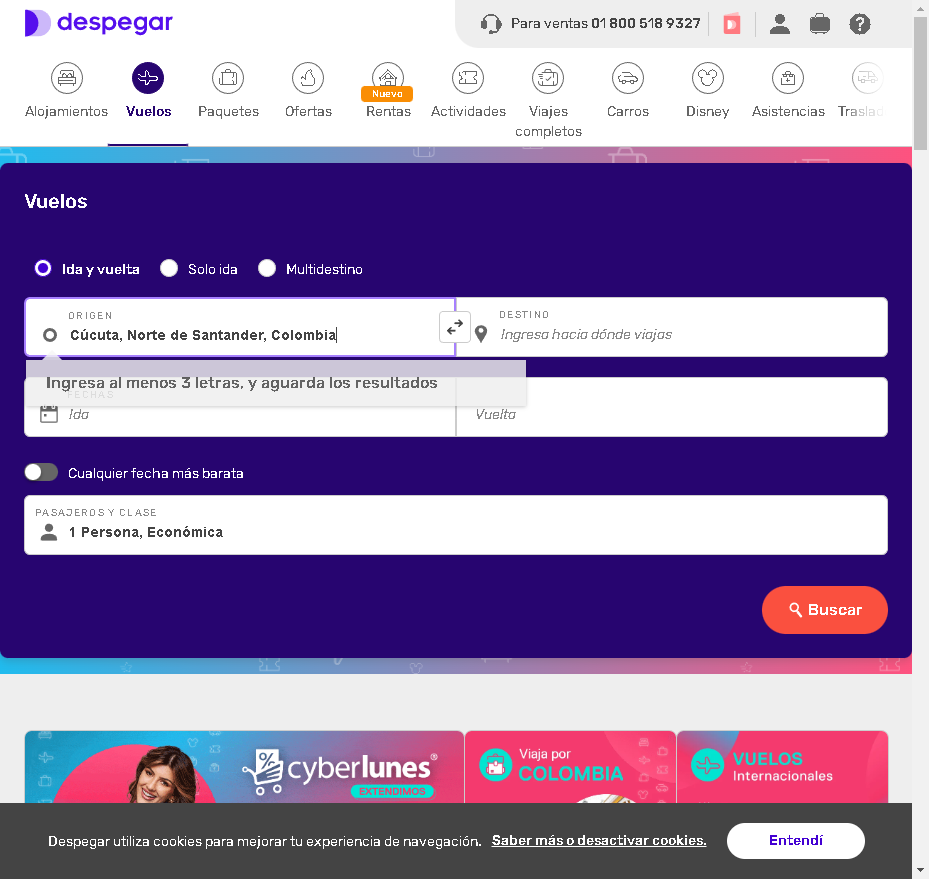 despegar
Para ventas 01 800 518 9327
Alojamientos
Vuelos
Paquetes
Ofertas
Nuevo
Rentas
Actividades
Viajes
completos
Carros
Disney
Asistencias
Traslad
Vuelos
Ida y vuelta
Solo ida
Multidestino
ORIGEN
Cúcuta, Norte de Santander, Colombia
DESTINO
Ingresa hacia dónde viajas
Ingresa al menos 3 letras, y aguarda los resultados
FECHAS
Ida
Vuelta
Cualquier fecha más barata
PASAJEROS Y CLASE
1 Persona, Económica
Buscar
cyberlunes®
EXTENDIMOS
Viaja por
COLOMBIA
VUELOS
Internacionales
Despegar utiliza cookies para mejorar tu experiencia de navegación. Saber más o desactivar cookies.
Entendí